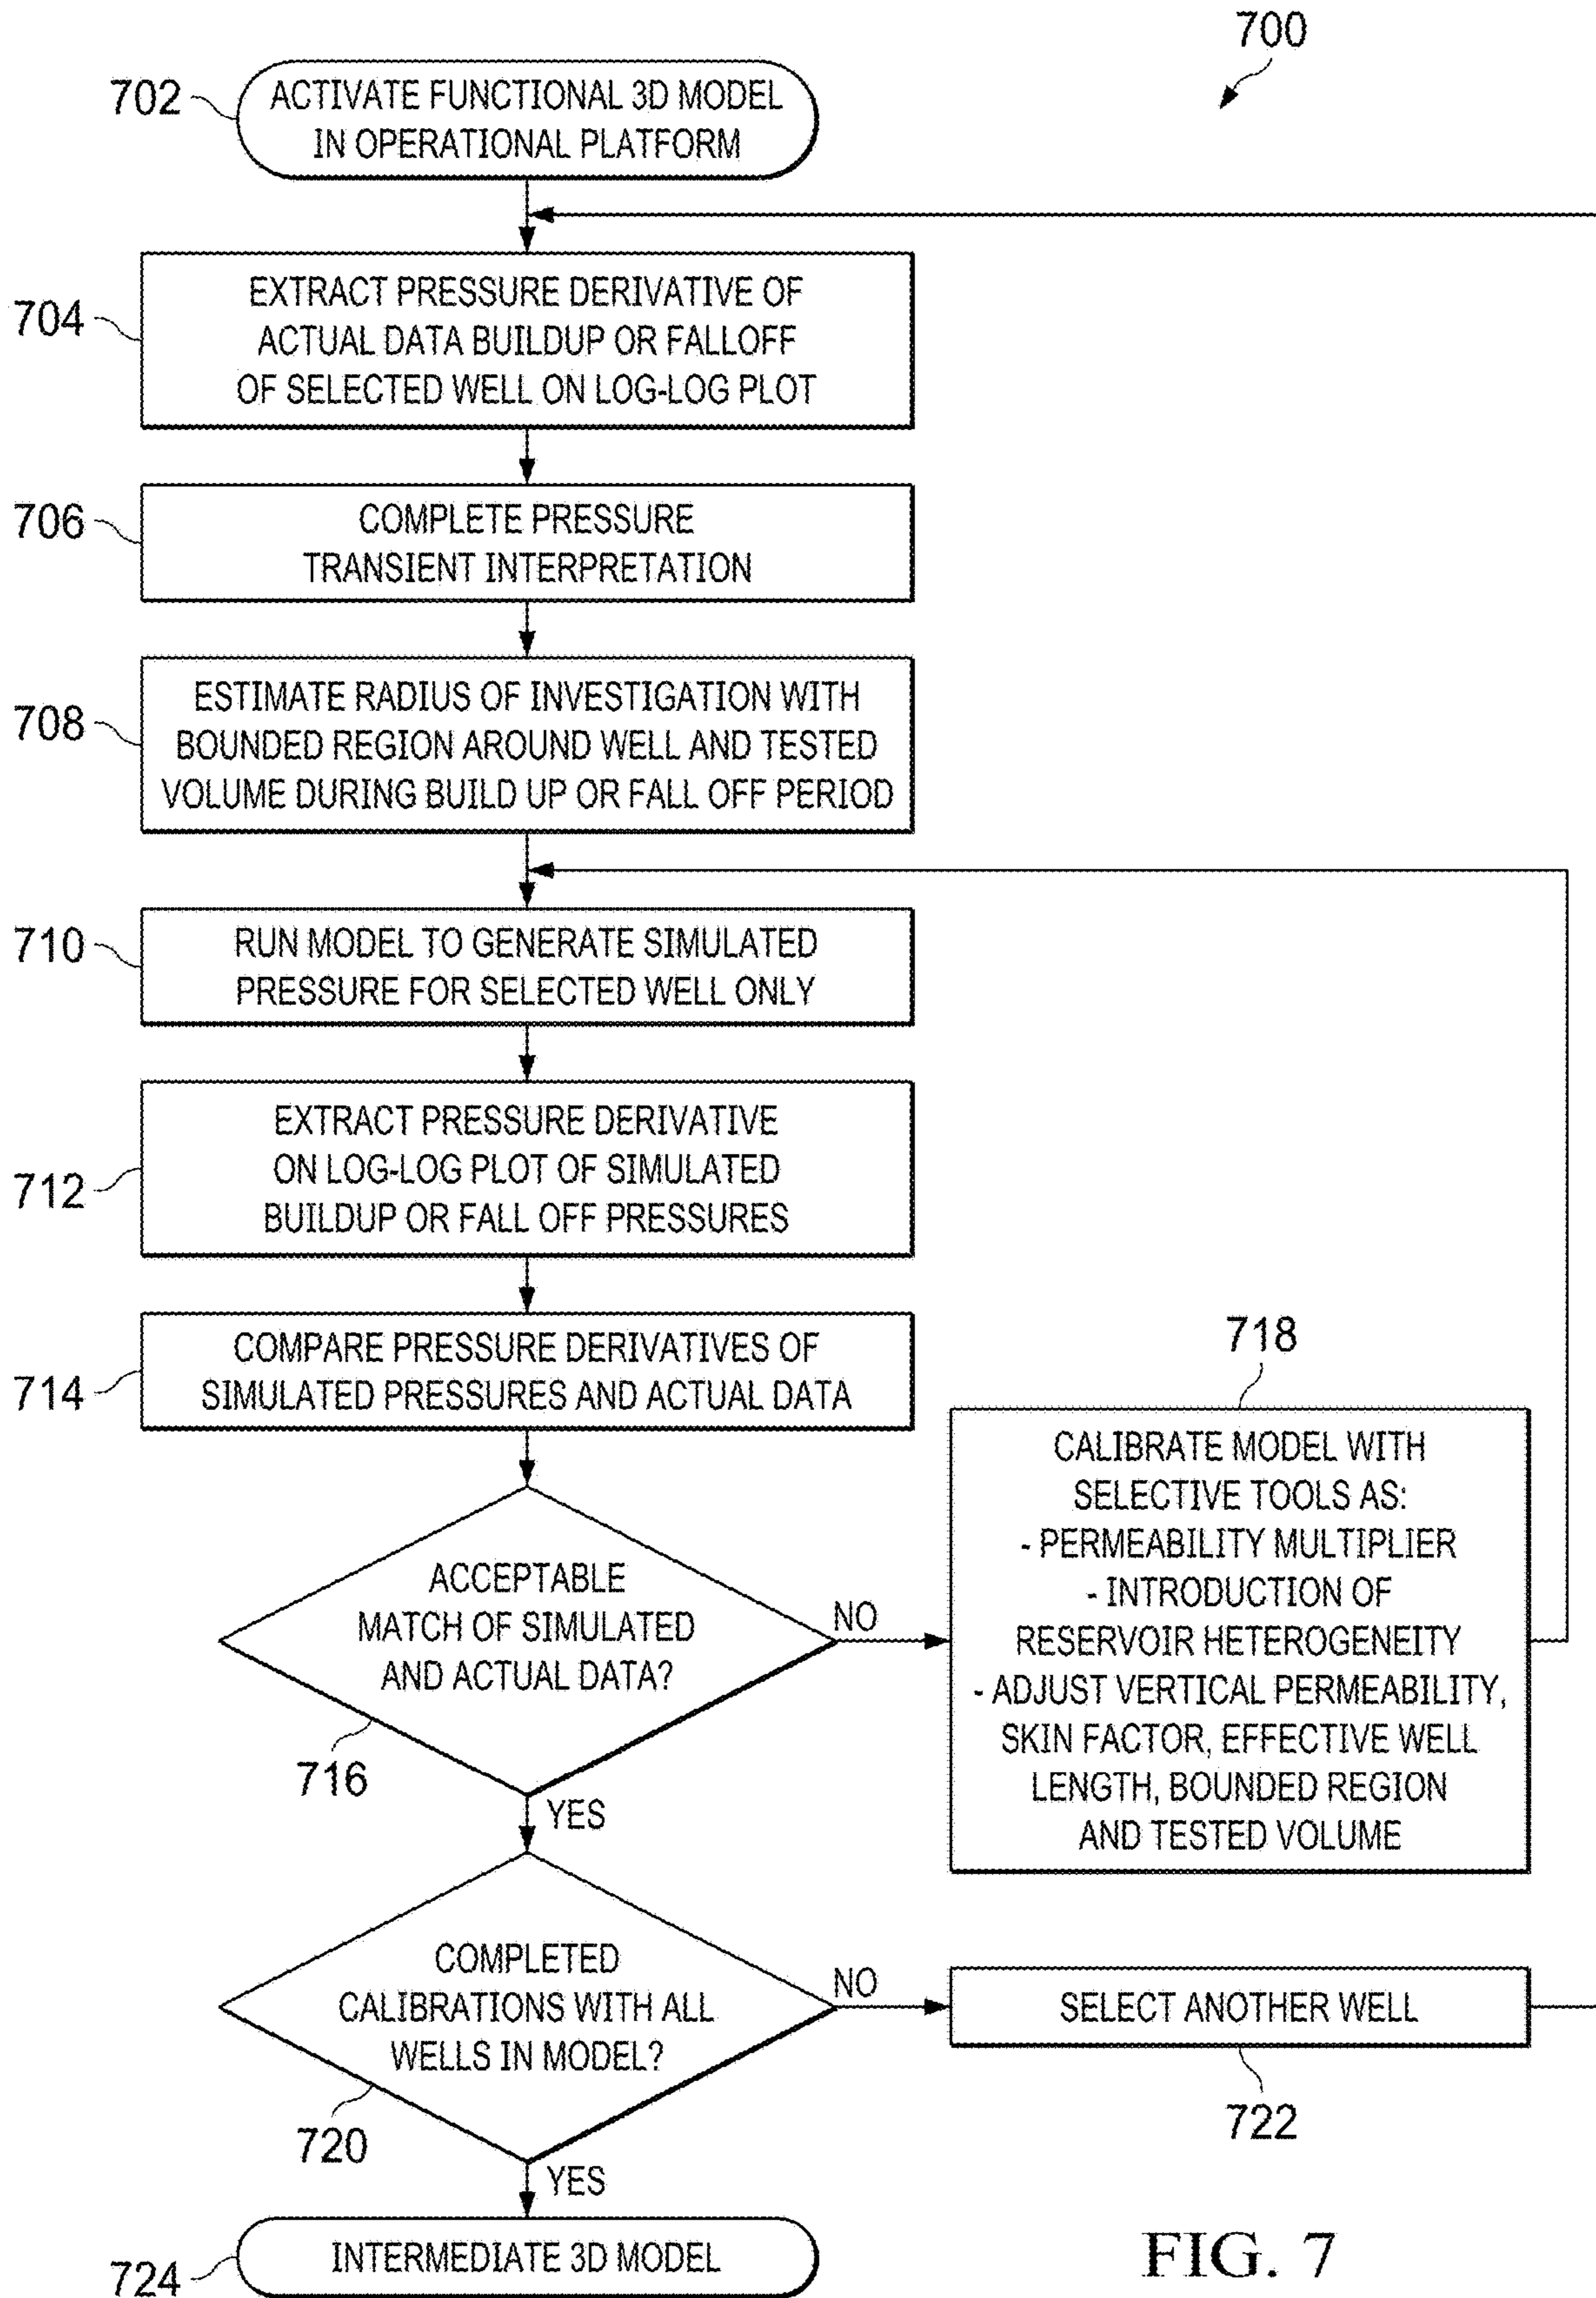 700
702
ACTIVATE FUNCTIONAL 3D MODEL
IN OPERATIONAL PLATFORM
704
EXTRACT PRESSURE DERIVATIVE OF
ACTUAL DATA BUILDUP OR FALLOFF
OF SELECTED WELL ON LOG-LOG PLOT
706
COMPLETE PRESSURE
TRANSIENT INTERPRETATION
708
ESTIMATE RADIUS OF INVESTIGATION WITH
BOUNDED REGION AROUND WELL AND TESTED
VOLUME DURING BUILD UP OR FALL OFF PERIOD
710
RUN MODEL TO GENERATE SIMULATED
PRESSURE FOR SELECTED WELL ONLY
712
EXTRACT PRESSURE DERIVATIVE
ON LOG-LOG PLOT OF SIMULATED
BUILDUP OR FALL OFF PRESSURES
714
COMPARE PRESSURE DERIVATIVES OF
SIMULATED PRESSURES AND ACTUAL DATA
716
ACCEPTABLE
MATCH OF SIMULATED
AND ACTUAL DATA?
NO
YES
718
CALIBRATE MODEL WITH
SELECTIVE TOOLS AS:
- PERMEABILITY MULTIPLIER
- INTRODUCTION OF
RESERVOIR HETEROGENEITY
- ADJUST VERTICAL PERMEABILITY,
SKIN FACTOR, EFFECTIVE WELL
LENGTH, BOUNDED REGION
AND TESTED VOLUME
COMPLETED
CALIBRATIONS WITH ALL
WELLS IN MODEL?
720
NO
YES
SELECT ANOTHER WELL
722
724
INTERMEDIATE 3D MODEL
FIG. 7